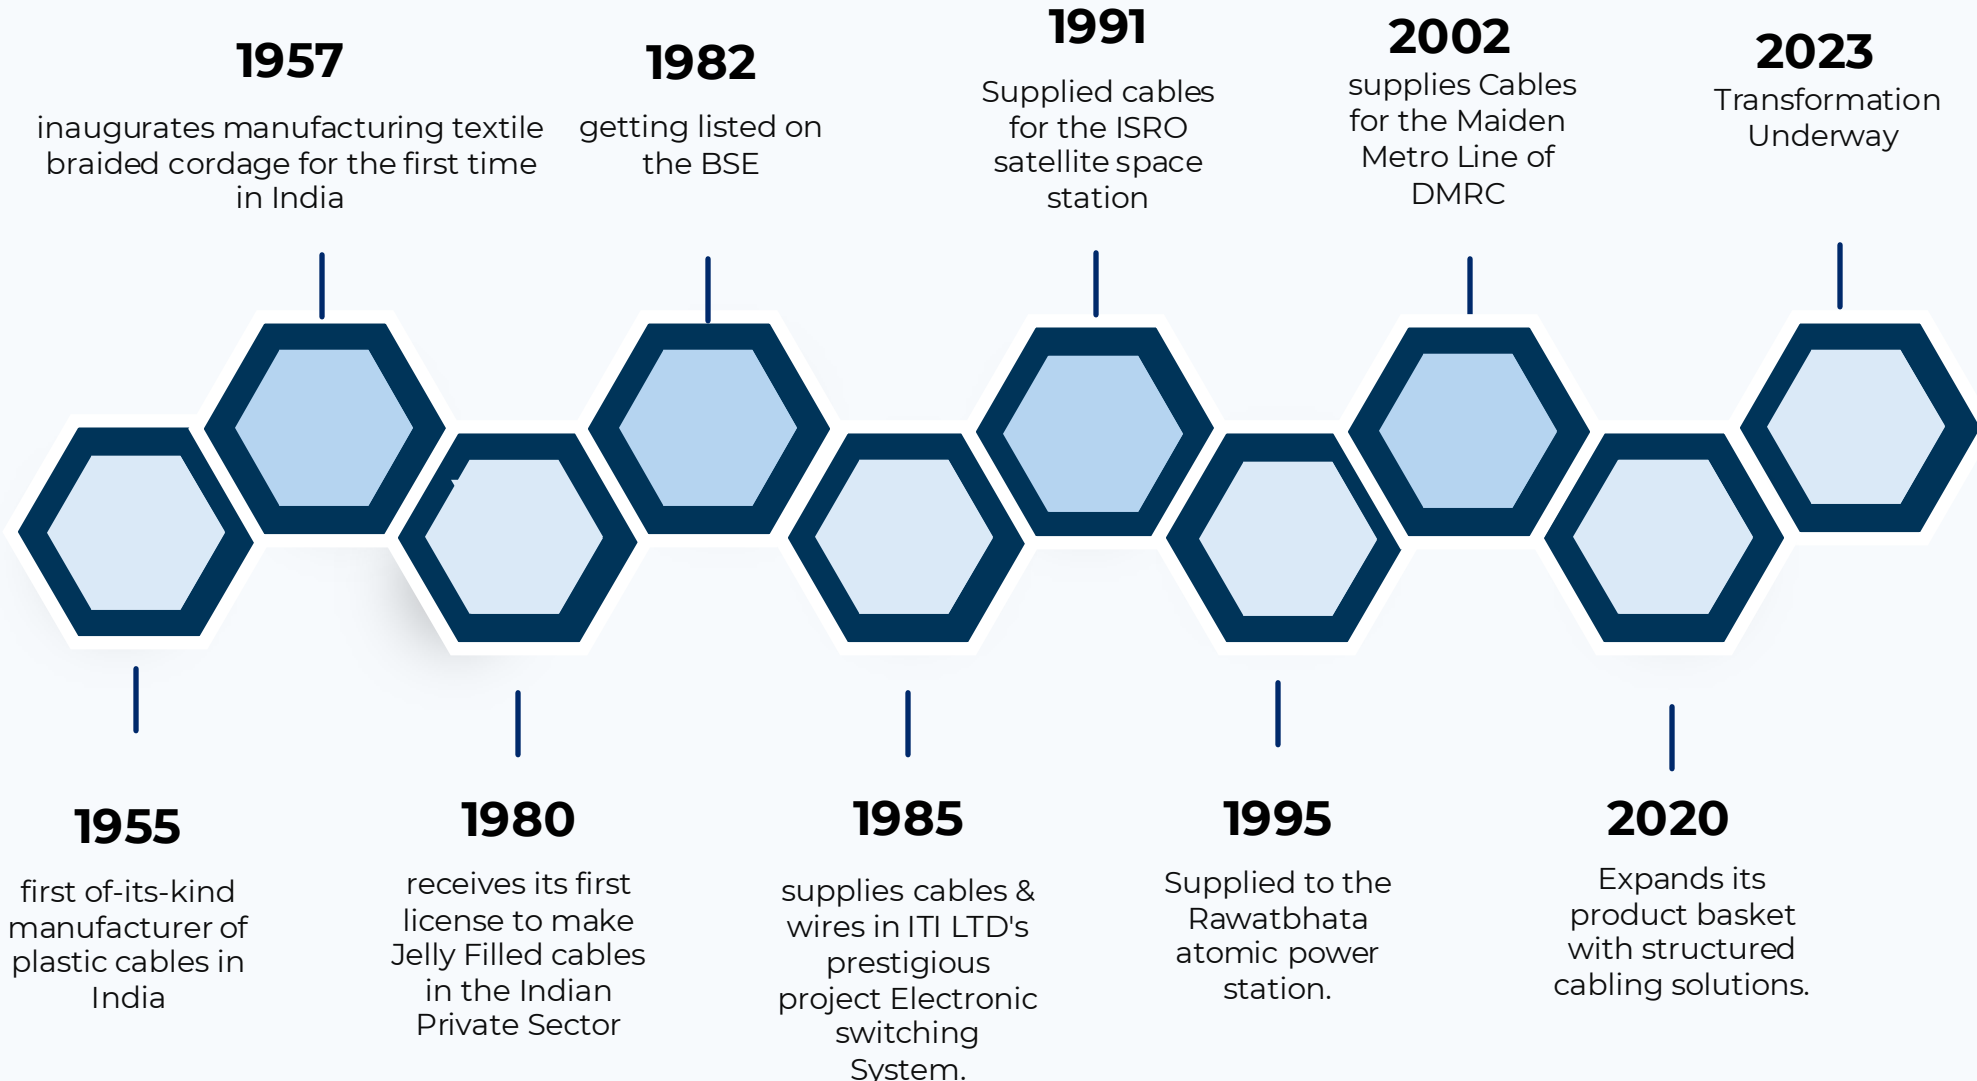 1957
inaugurates manufacturing textile
braided cordage for the first time
in India
1982
getting listed on
the BSE
1991
Supplied cables
for the ISRO
satellite space
station
2002
supplies Cables
for the Maiden
Metro Line of
DMRC
2023
Transformation
Underway
1955
first of-its-kind
manufacturer of
plastic cables in
India
1980
receives its first
license to make
Jelly Filled cables
in the Indian
Private Sector
1985
supplies cables &
wires in ITI LTD's
prestigious
project Electronic
switching
System.
1995
Supplied to the
Rawatbhata
atomic power
station.
2020
Expands its
product basket
with structured
cabling solutions.